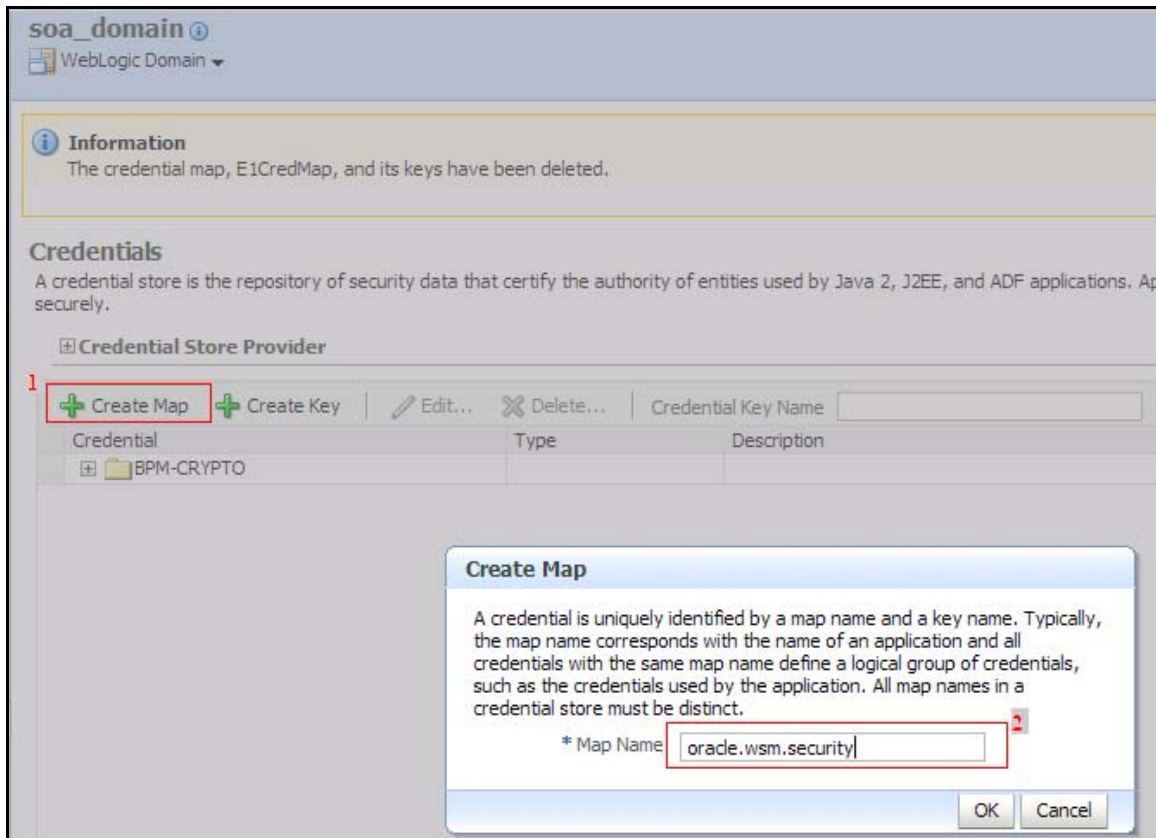 soa_domain
WebLogic Domain
Information
The credential map, E1CredMap, and its keys have been deleted.
Credentials
A credential store is the repository of security data that certify the authority of entities used by Java 2, J2EE, and ADF applications. Ap
securely.
Credential Store Provider
1
Create Map Create Key Edit... Delete... Credential Key Name
Credential Type Description
BPM-CRYPTO
Create Map
A credential is uniquely identified by a map name and a key name. Typically,
the map name corresponds with the name of an application and all
credentials with the same map name define a logical group of credentials,
such as the credentials used by the application. All map names in a
credential store must be distinct.
2
* Map Name oracle.wsm.security
OK Cancel